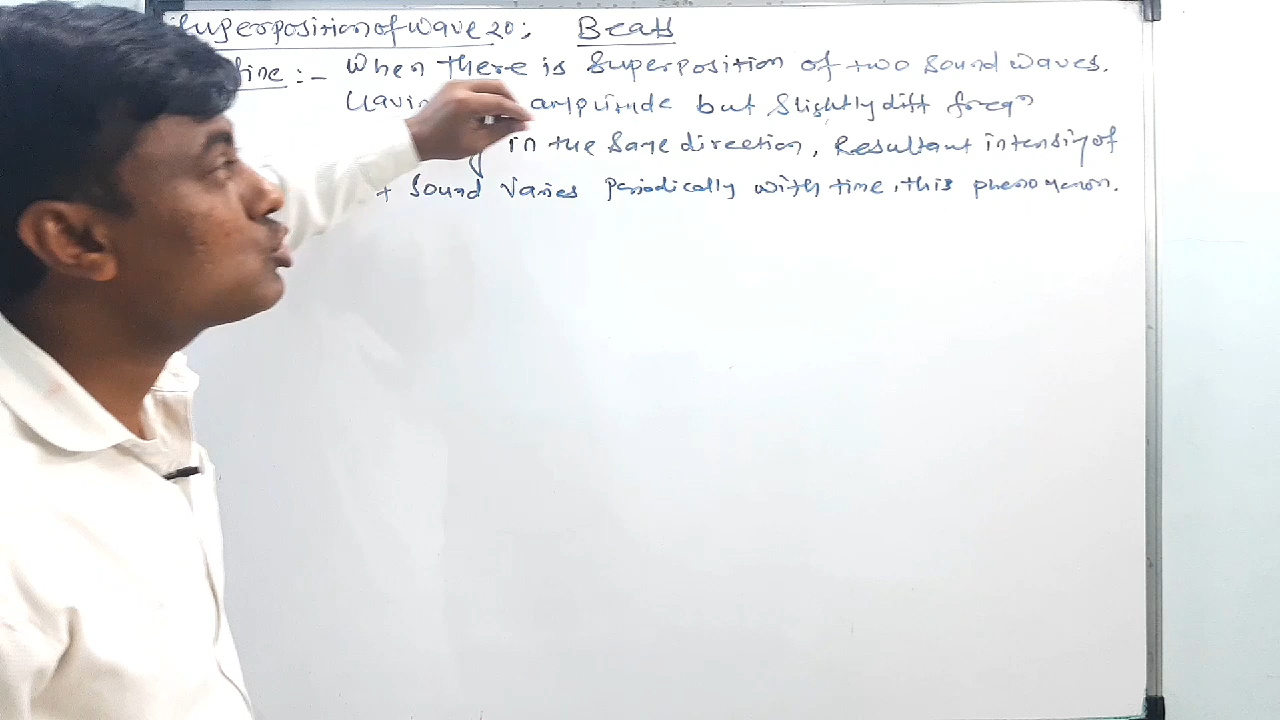 Superposition of wave 20; Beats
fine :- When there is Superposition of two Sound waves.
amplitude but Slightly diff freqn
in the Same direction, Resultant intensity of
Sound Varies Periodically with time, this phenomenon.